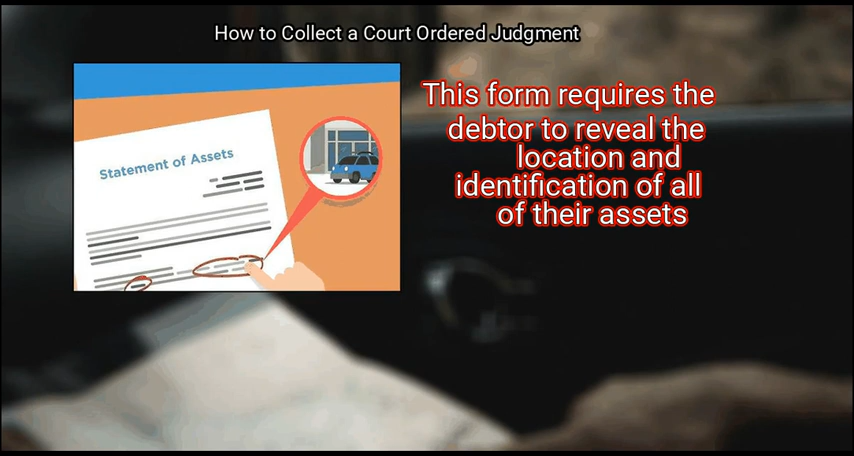 How to Collect a Court Ordered Judgment
Statement of Assets
This form requires the
debtor to reveal the
location and
identification of all
of their assets